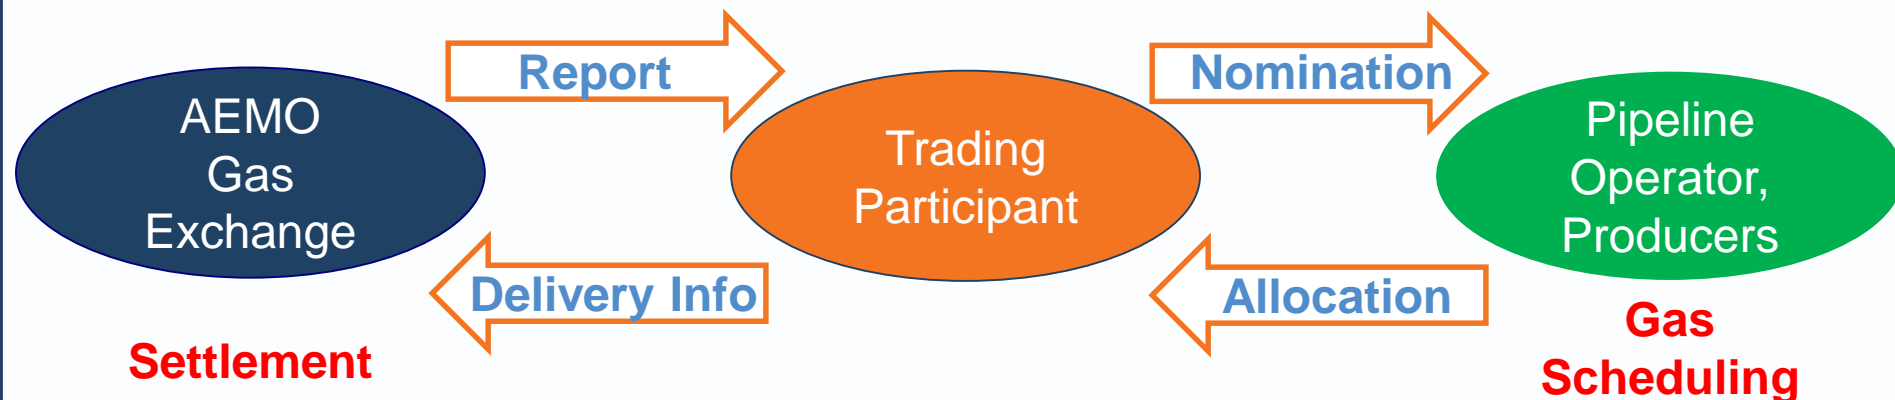 Report
Nomination
AEMO
Gas
Exchange
Trading
Participant
Pipeline
Operator,
Producers
Delivery Info
Allocation
Settlement
Gas
Scheduling